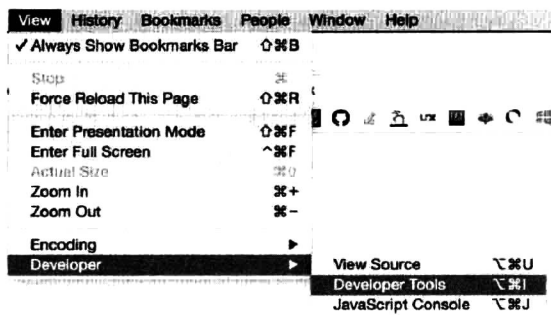 View History Bookmarks People Window Help
✓ Always Show Bookmarks Bar ⇧⌘B
Stop ⌘.
Force Reload This Page ⇧⌘R
Enter Presentation Mode ⇧⌘F
Enter Full Screen ^⌘F
Actual Size ⌘0
Zoom In ⌘+
Zoom Out ⌘−
Encoding ▶
Developer ▶
View Source ⌥⌘U
Developer Tools ⌥⌘I
JavaScript Console ⌥⌘J